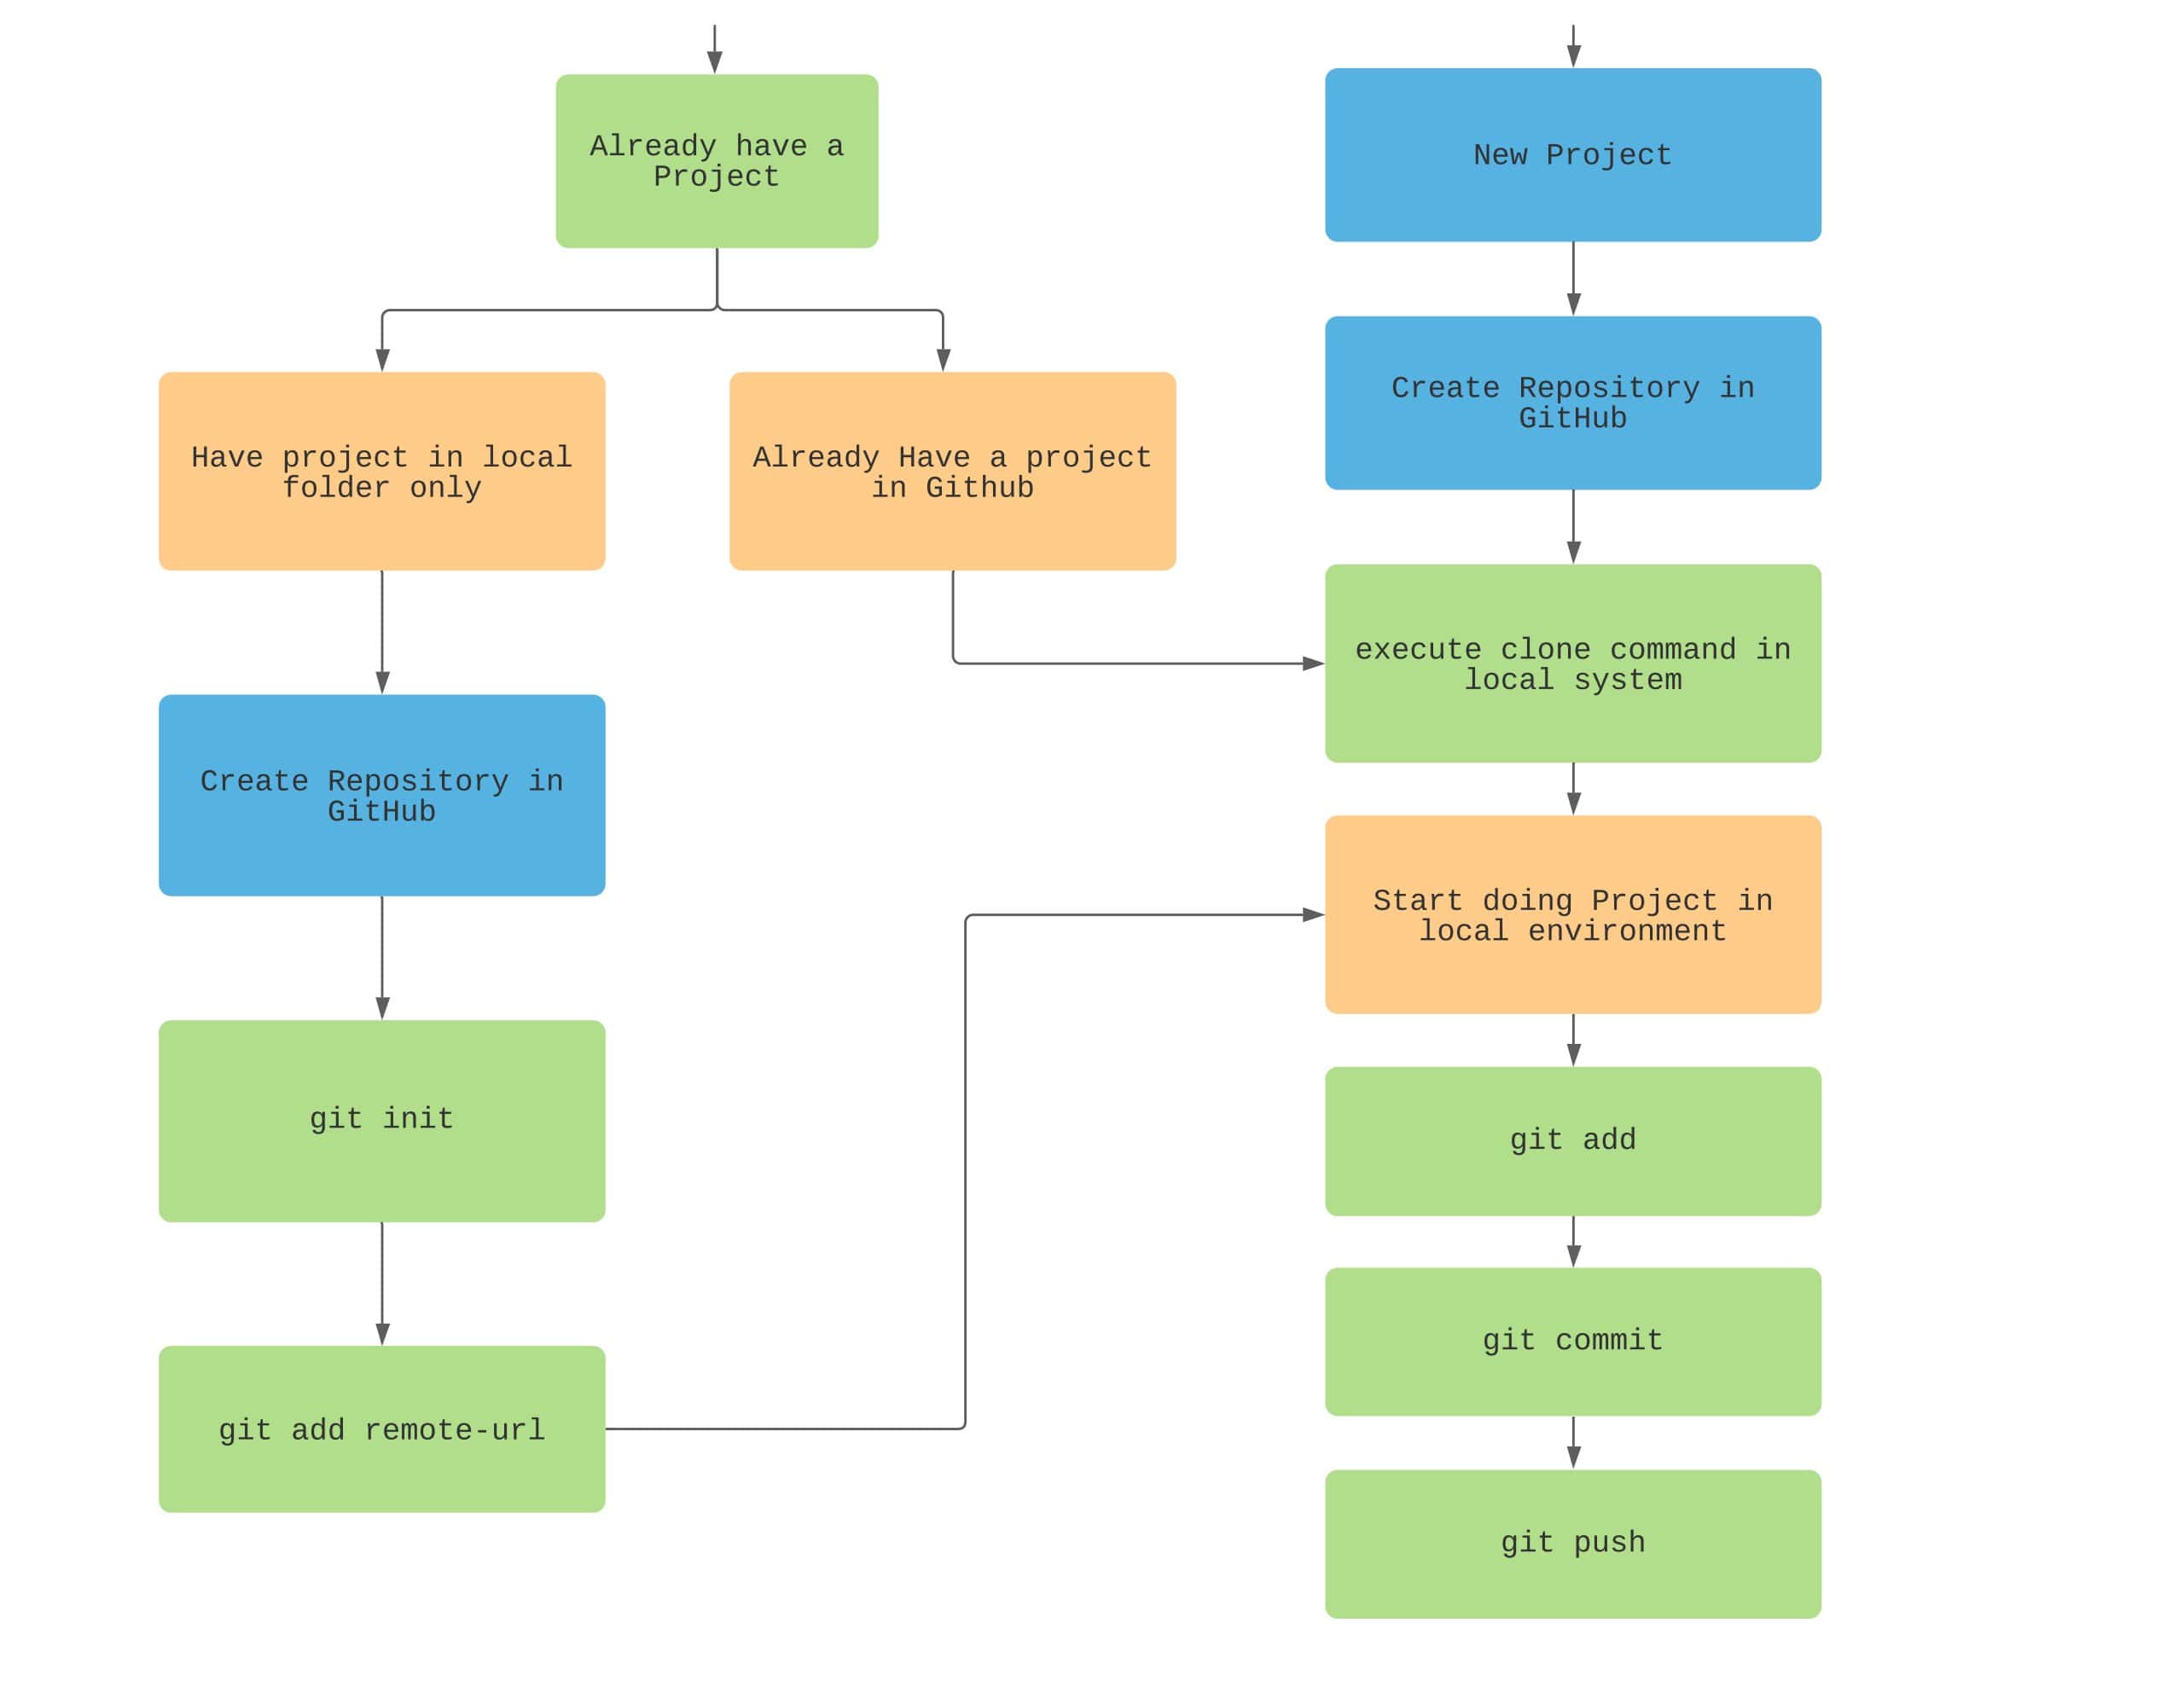 Already have a
Project
New Project
Create Repository in
GitHub
Have project in local
folder only
Already Have a project
in Github
execute clone command in
local system
Create Repository in
GitHub
Start doing Project in
local environment
git init
git add
git commit
git add remote-url
git push